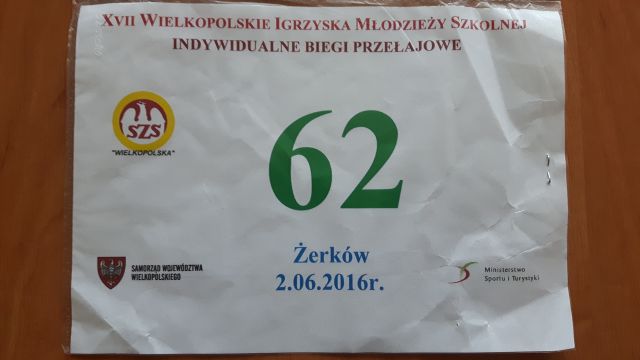 XVII WIELKOPOLSKIE IGRZYSKA MŁODZIEŻY SZKOLNEJ
INDYWIDUALNE BIEGI PRZEŁAJOWE
SZS
"WIELKOPOLSKA"
62
Żerków
2.06.2016r.
SAMORZĄD WOJEWÓDZTWA
WIELKOPOLSKIEGO
Ministerstwo
Sportu i Turystyki